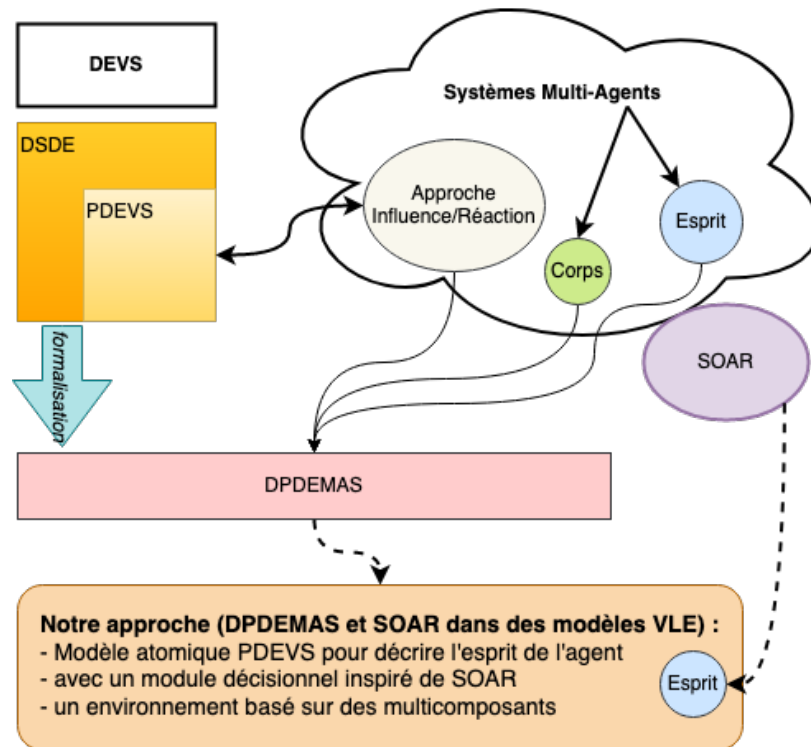 DEVS
Systèmes Multi-Agents
DSDE
PDEVS
Approche
Influence/Réaction
Esprit
Corps
SOAR
formalisation
DPDEMAS
Notre approche (DPDEMAS et SOAR dans des modèles VLE) :
- Modèle atomique PDEVS pour décrire l'esprit de l'agent
- avec un module décisionnel inspiré de SOAR
- un environnement basé sur des multicomposants
Esprit